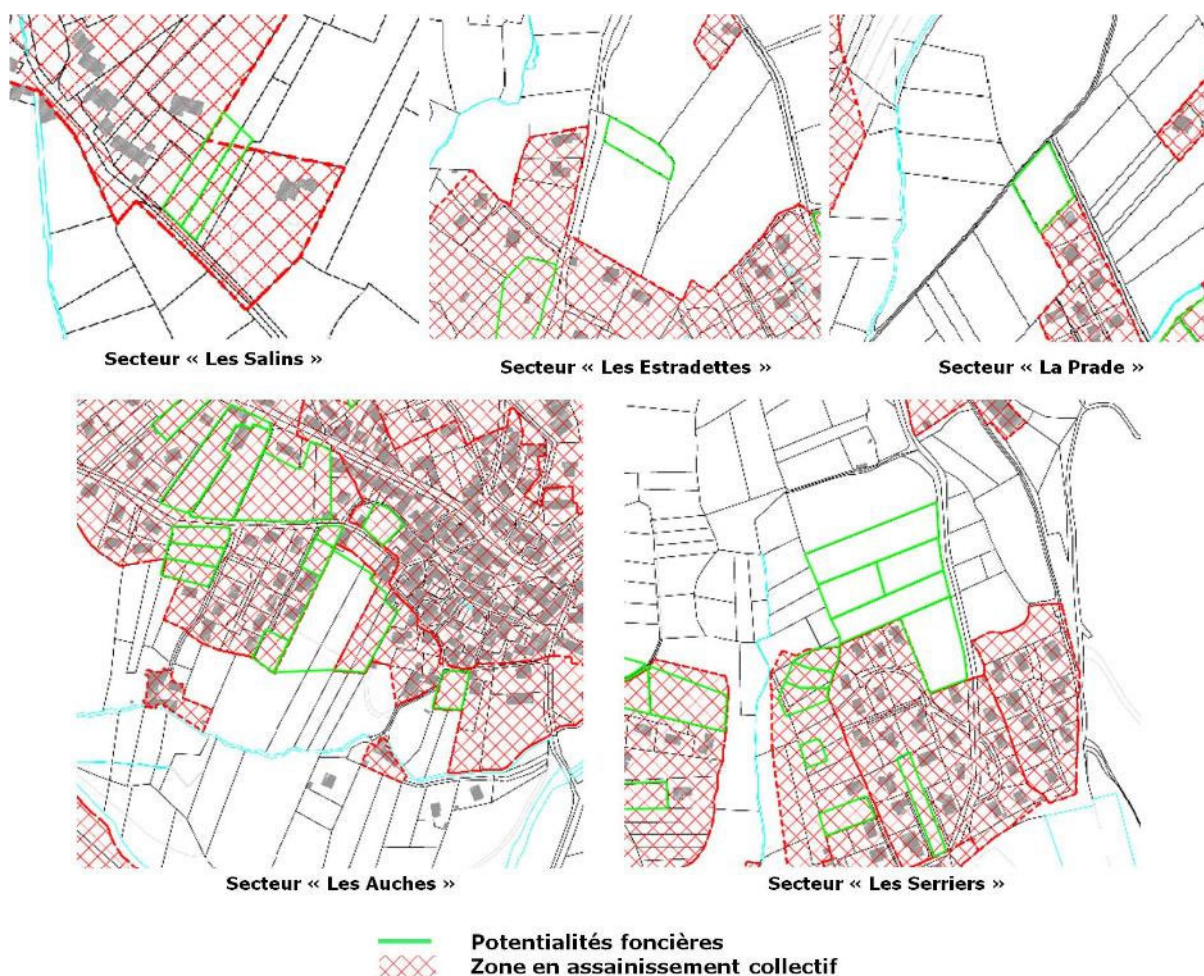 Secteur « Les Salins »
Secteur « Les Estradettes »
Secteur « La Prade »
Secteur « Les Auches »
Secteur « Les Serriers »
Potentialités foncières
Zone en assainissement collectif